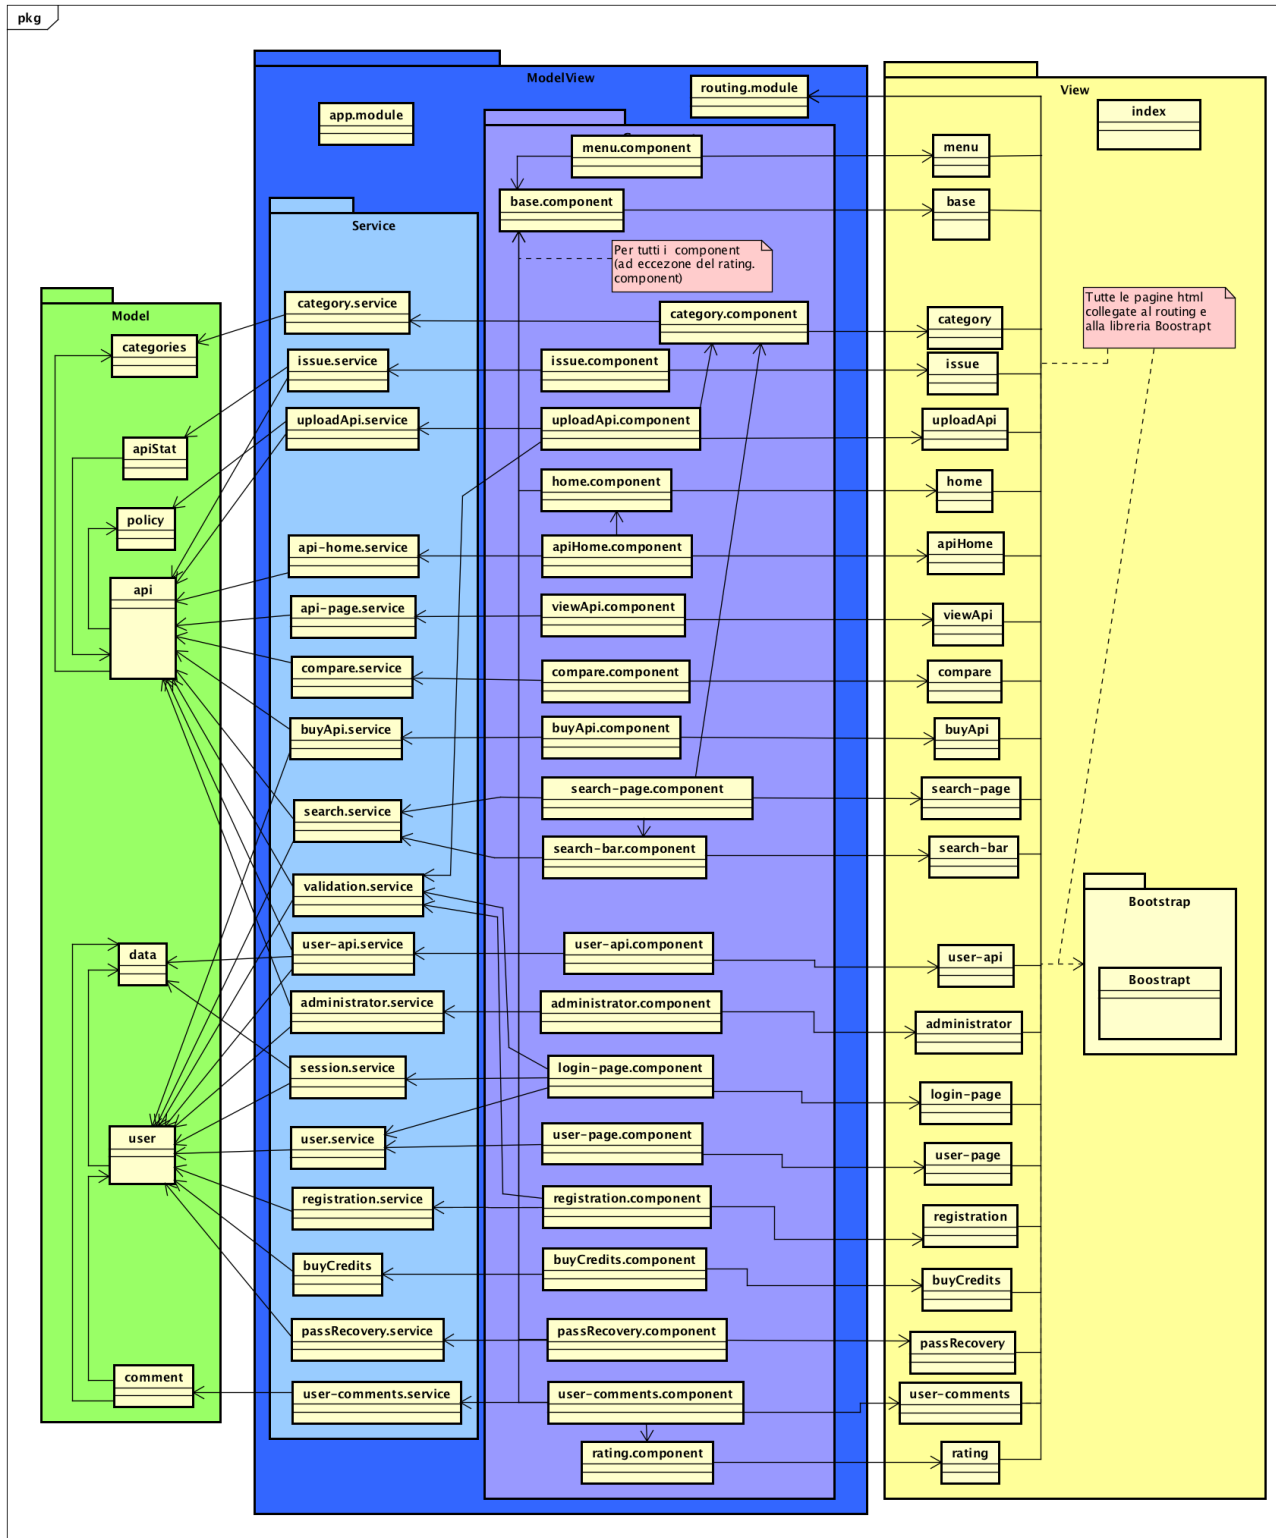 pkg
ModelView
View
routing.module
index
app.module
menu.component
menu
base.component
base
Service
Per tutti i component
(ad eccezone del rating.
component)
Tutte le pagine html
collegate al routing e
alla libreria Boostrapt
Model
category.service
category.component
category
categories
issue.service
issue.component
issue
uploadApi.service
uploadApi.component
uploadApi
apiStat
home.component
home
policy
api-home.service
apiHome.component
apiHome
api
api-page.service
viewApi.component
viewApi
compare.service
compare.component
compare
buyApi.service
buyApi.component
buyApi
search-page.component
search-page
search.service
search-bar.component
search-bar
validation.service
Bootstrap
user-api.service
user-api.component
user-api
data
Boostrapt
administrator.service
administrator.component
administrator
session.service
login-page.component
login-page
user
user.service
user-page.component
user-page
registration.service
registration.component
registration
buyCredits
buyCredits.component
buyCredits
passRecovery.service
passRecovery.component
passRecovery
comment
user-comments.service
user-comments.component
user-comments
rating.component
rating